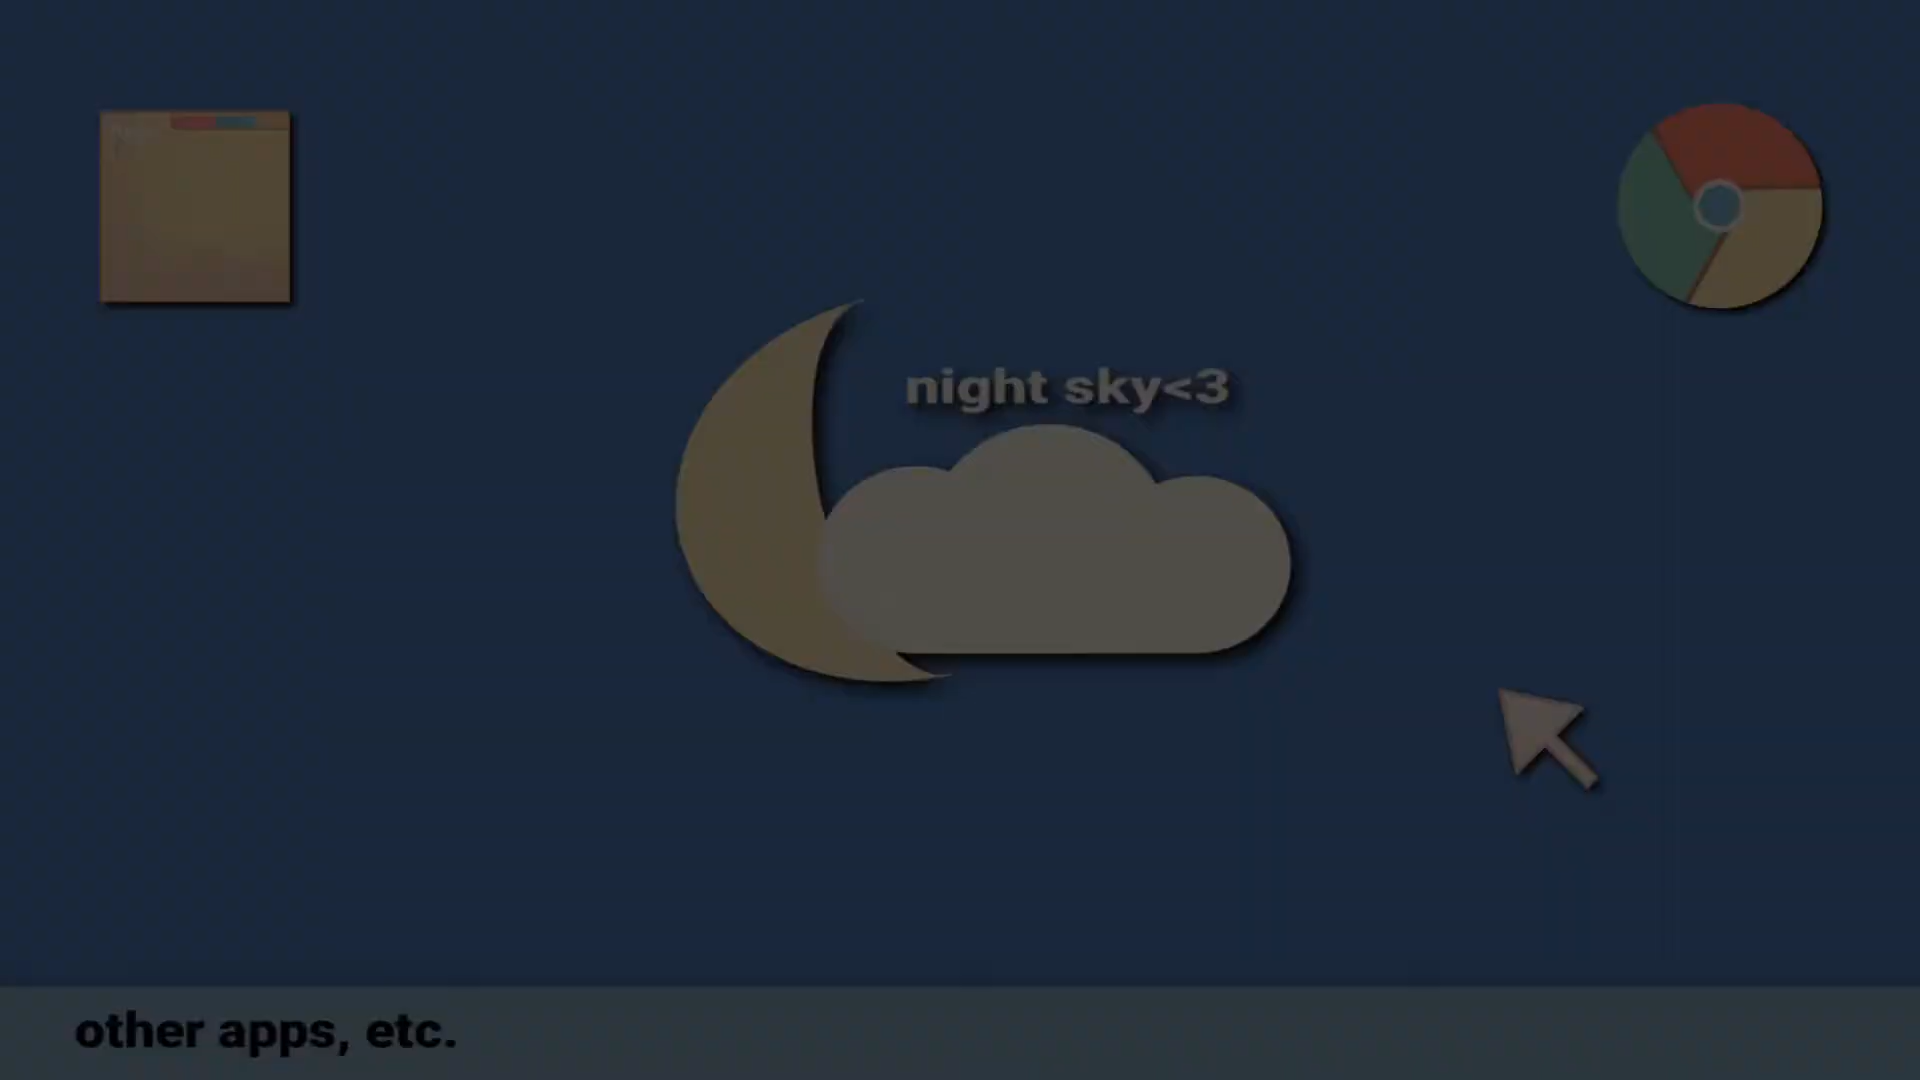 night sky<3
other apps, etc.